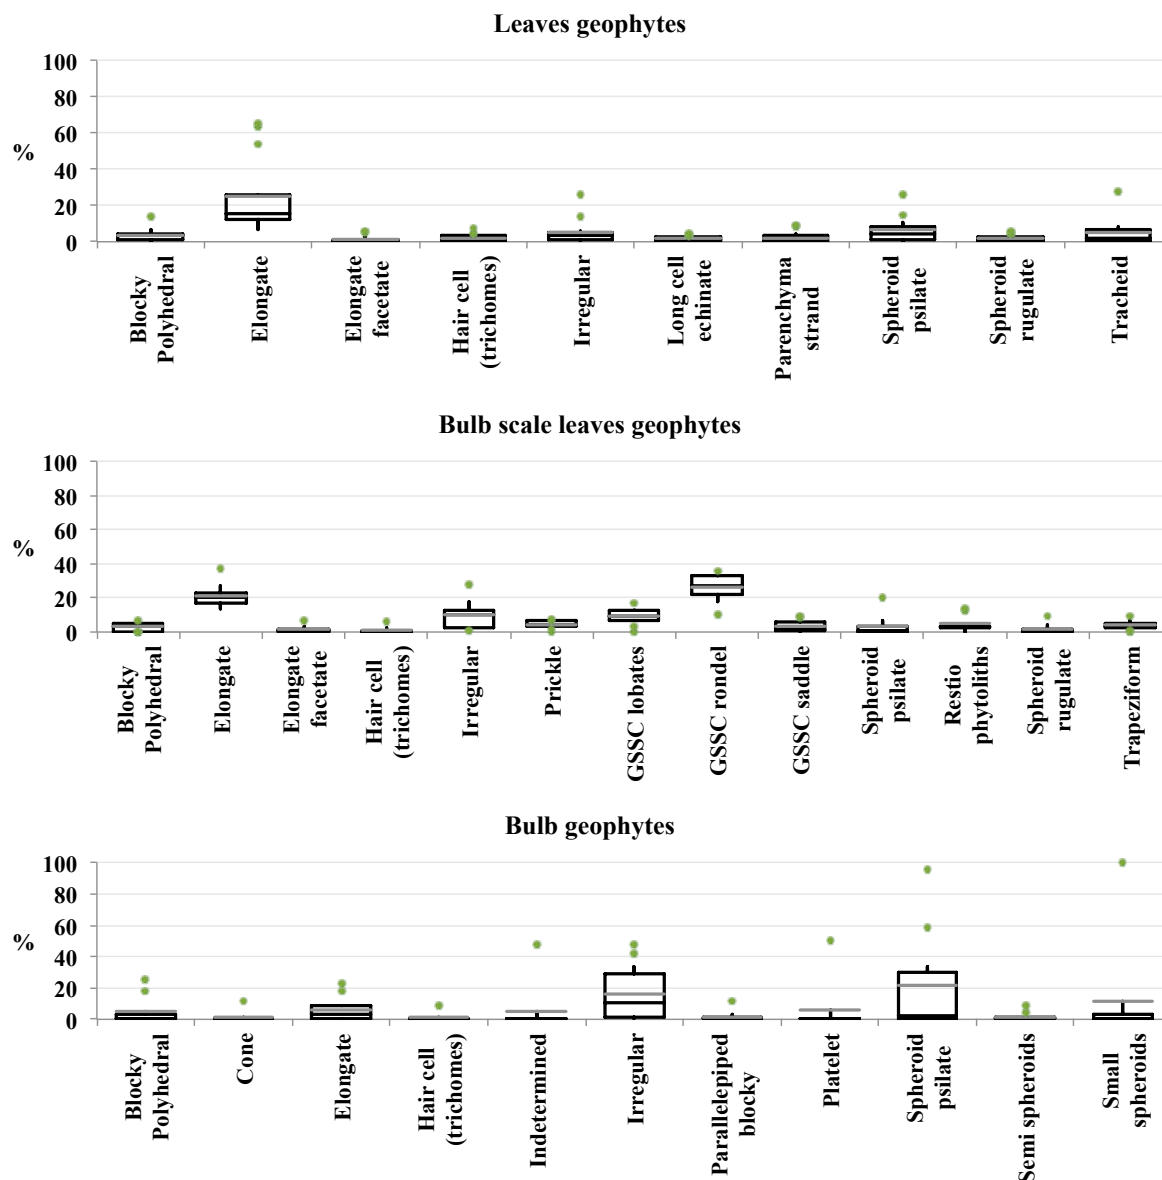 Leaves geophytes
100
80
60
%
40
20
0
Blocky
Polyhedral
Elongate
Elongate
facetate
Hair cell
(trichomes)
Irregular
Long cell
echinate
Parenchyma
strand
Spheroid
psilate
Spheroid
rugulate
Tracheid
Bulb scale leaves geophytes
100
80
60
%
40
20
0
Blocky
Polyhedral
Elongate
Elongate
facetate
Hair cell
(trichomes)
Irregular
Prickle
GSSC lobates
GSSC rondel
GSSC saddle
Spheroid
psilate
Restio
phytoliths
Spheroid
rugulate
Trapeziform
Bulb geophytes
100
80
60
%
40
20
0
Blocky
Polyhedral
Cone
Elongate
Hair cell
(trichomes)
Indetermined
Irregular
Parallelepiped
blocky
Platelet
Spheroid
psilate
Semi spheroids
Small
spheroids